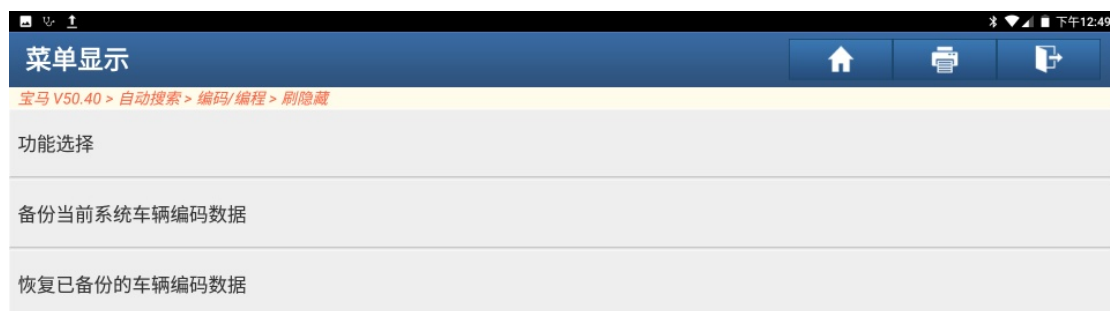 下午12:49
菜单显示
宝马 V50.40 > 自动搜索 > 编码/编程 > 刷隐藏
功能选择
备份当前系统车辆编码数据
恢复已备份的车辆编码数据